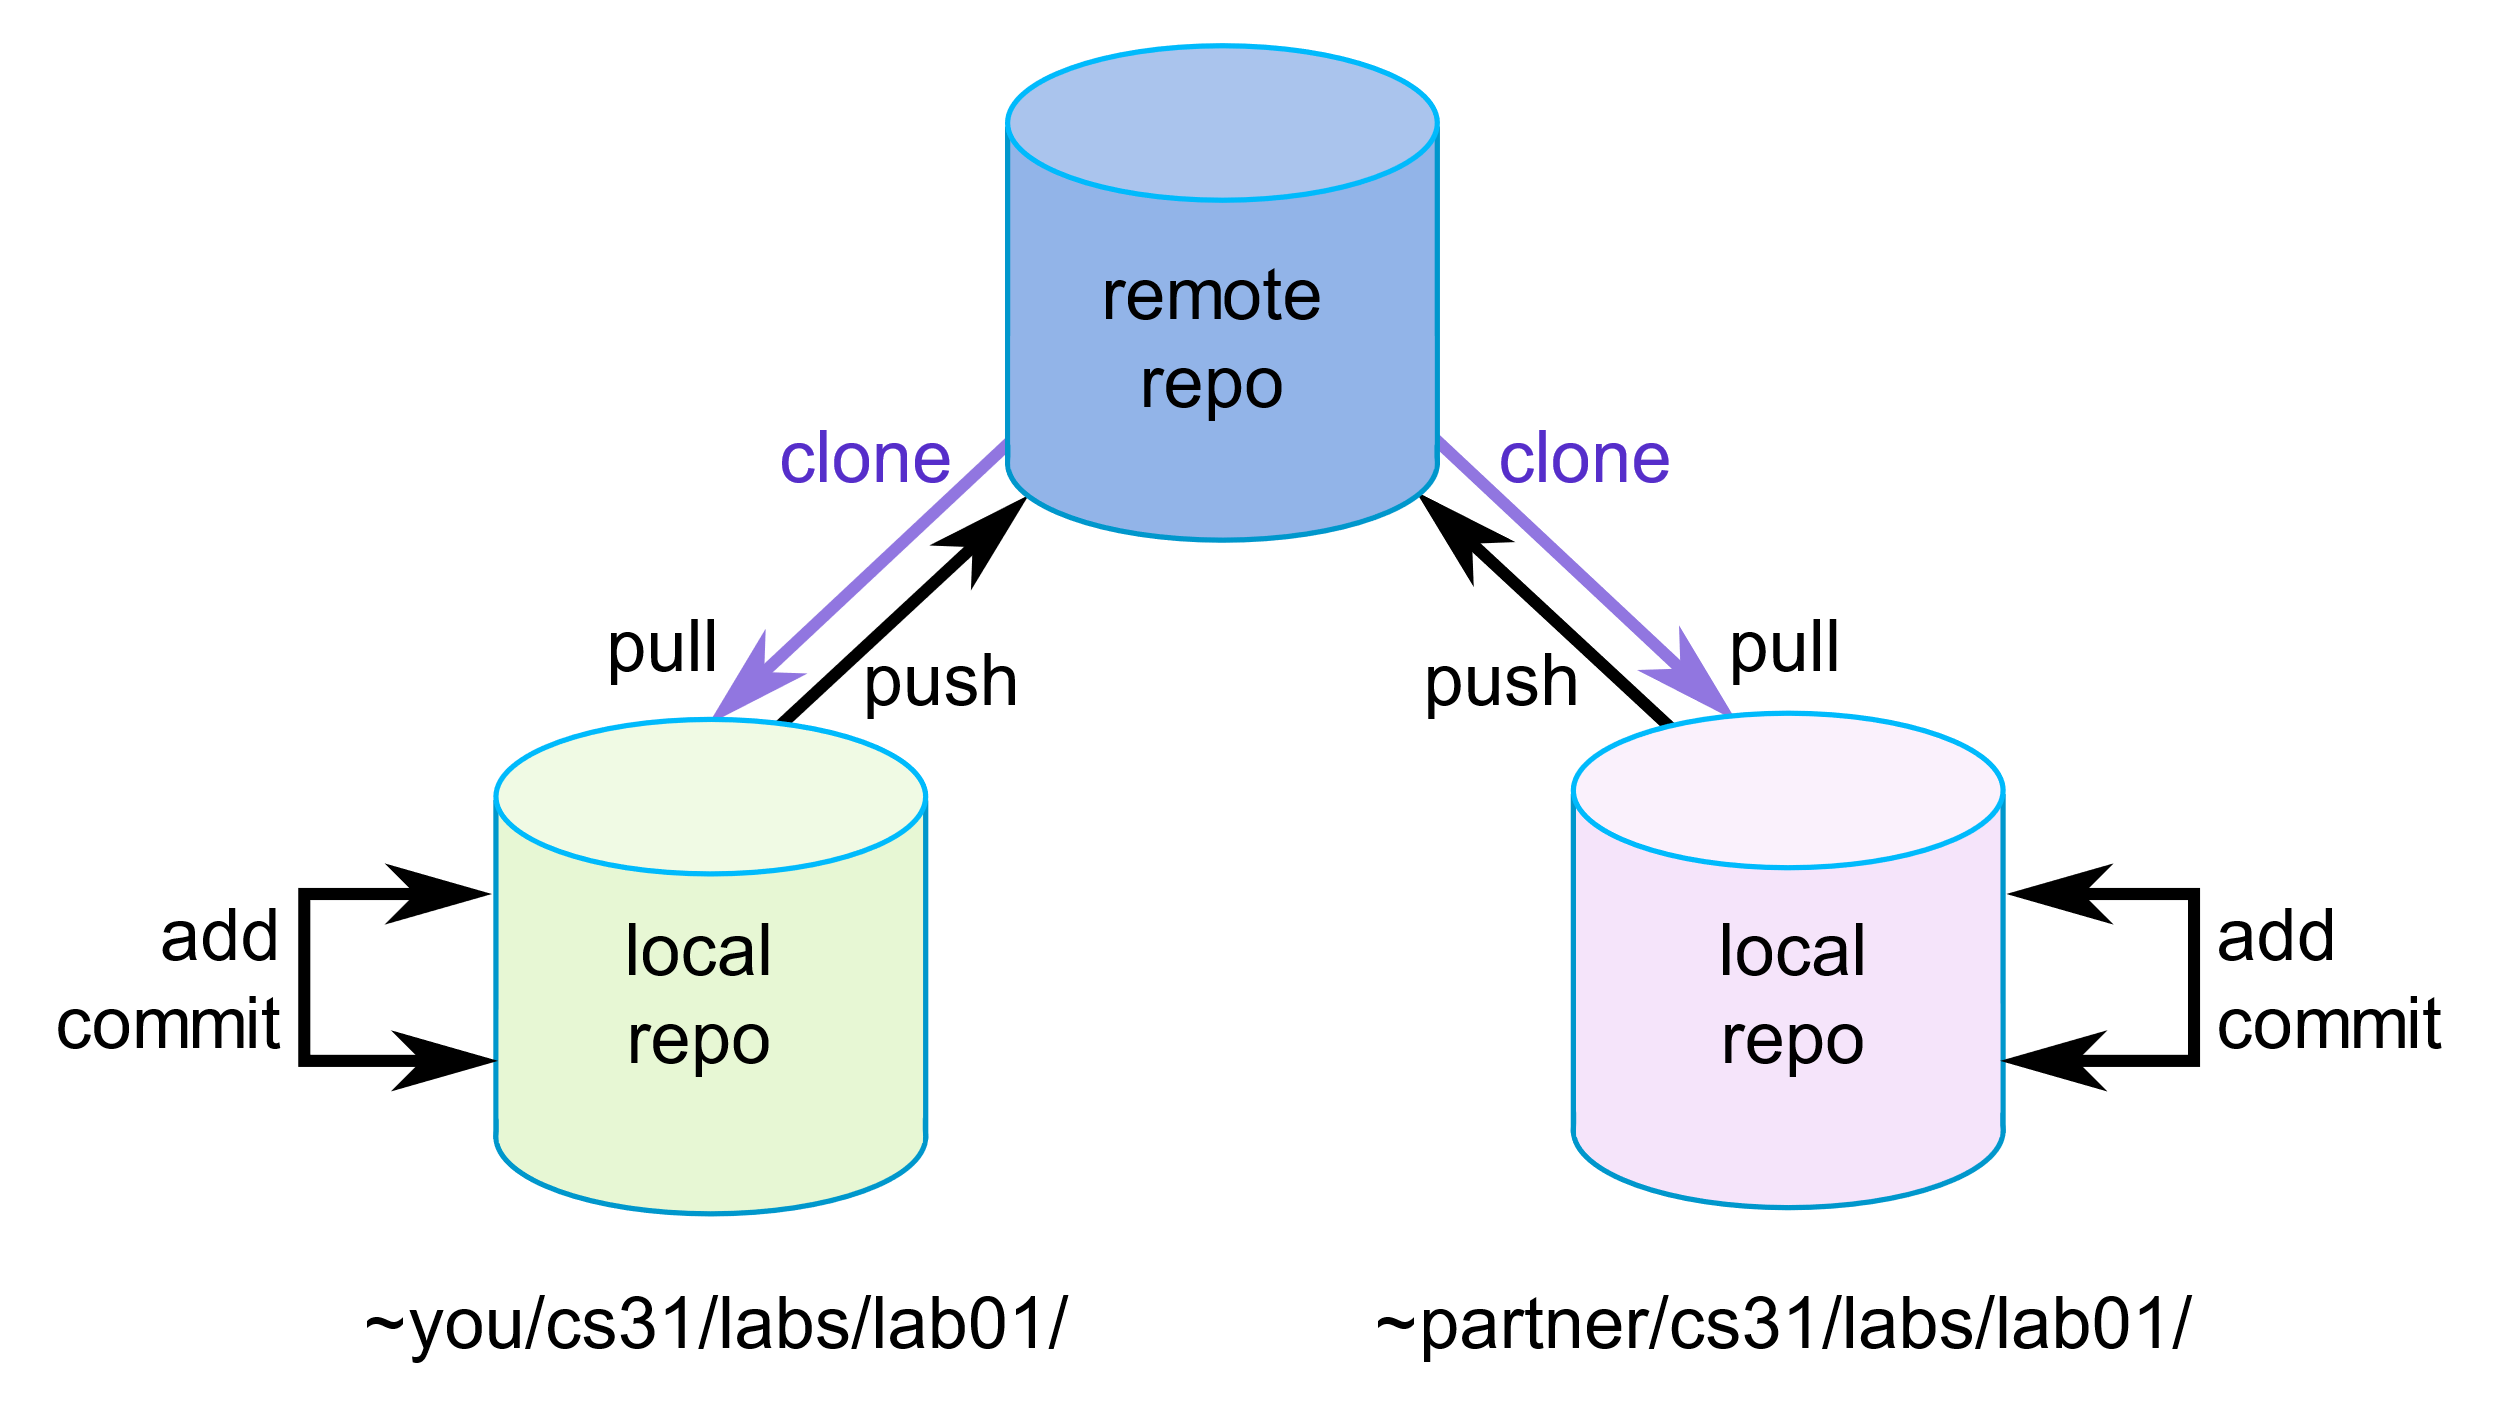 remote
repo
clone
clone
pull
push
push
pull
add
commit
local
repo
local
repo
add
commit
~you/cs31/labs/lab01/
~partner/cs31/labs/lab01/